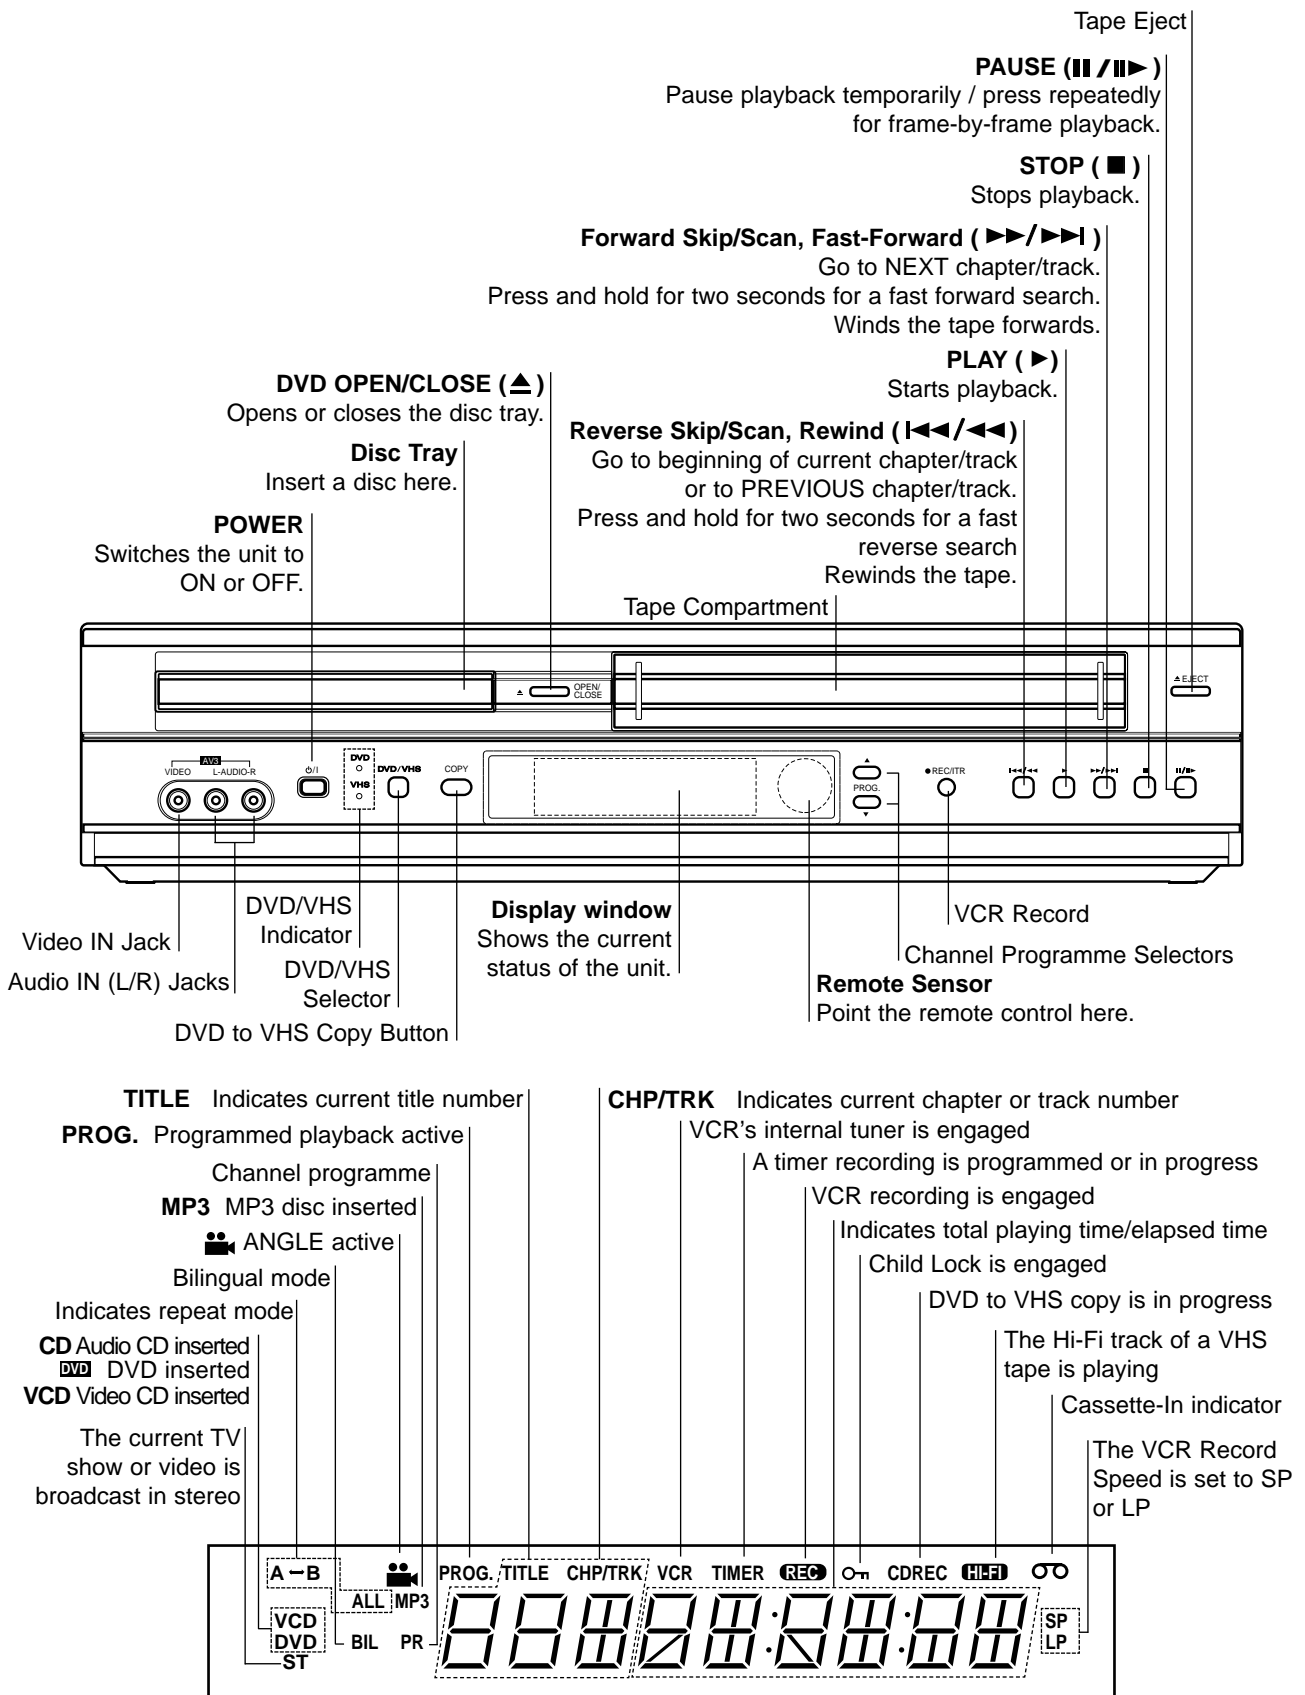 Tape Eject
PAUSE (II / II▶)
Pause playback temporarily / press repeatedly
for frame-by-frame playback.
STOP (■)
Stops playback.
Forward Skip/Scan, Fast-Forward (▶▶/▶▶I)
Go to NEXT chapter/track.
Press and hold for two seconds for a fast forward search.
Winds the tape forwards.
PLAY (▶)
Starts playback.
DVD OPEN/CLOSE (⏏)
Opens or closes the disc tray.
Reverse Skip/Scan, Rewind (I◀◀/◀◀)
Go to beginning of current chapter/track
or to PREVIOUS chapter/track.
Press and hold for two seconds for a fast
reverse search
Rewinds the tape.
Disc Tray
Insert a disc here.
POWER
Switches the unit to
ON or OFF.
Tape Compartment
⏏ OPEN/
CLOSE
⏏ EJECT
AV3
VIDEO L-AUDIO-R
⏻/I
DVD
VHS
DVD/VHS
COPY
▲
PROG.
▼
● REC/ITR
I◀◀/◀◀ ▶ ▶▶/▶▶I ■ II/II▶
Video IN Jack
Audio IN (L/R) Jacks
DVD/VHS
Indicator
DVD/VHS
Selector
DVD to VHS Copy Button
Display window
Shows the current
status of the unit.
VCR Record
Channel Programme Selectors
Remote Sensor
Point the remote control here.
TITLE Indicates current title number
PROG. Programmed playback active
Channel programme
MP3 MP3 disc inserted
ANGLE active
Bilingual mode
Indicates repeat mode
CD Audio CD inserted
DVD DVD inserted
VCD Video CD inserted
The current TV
show or video is
broadcast in stereo
CHP/TRK Indicates current chapter or track number
VCR's internal tuner is engaged
A timer recording is programmed or in progress
VCR recording is engaged
Indicates total playing time/elapsed time
Child Lock is engaged
DVD to VHS copy is in progress
The Hi-Fi track of a VHS
tape is playing
Cassette-In indicator
The VCR Record
Speed is set to SP
or LP
A–B PROG. TITLE CHP/TRK VCR TIMER REC CDREC HI-FI
ALL MP3
VCD
DVD BIL PR
ST
SP
LP